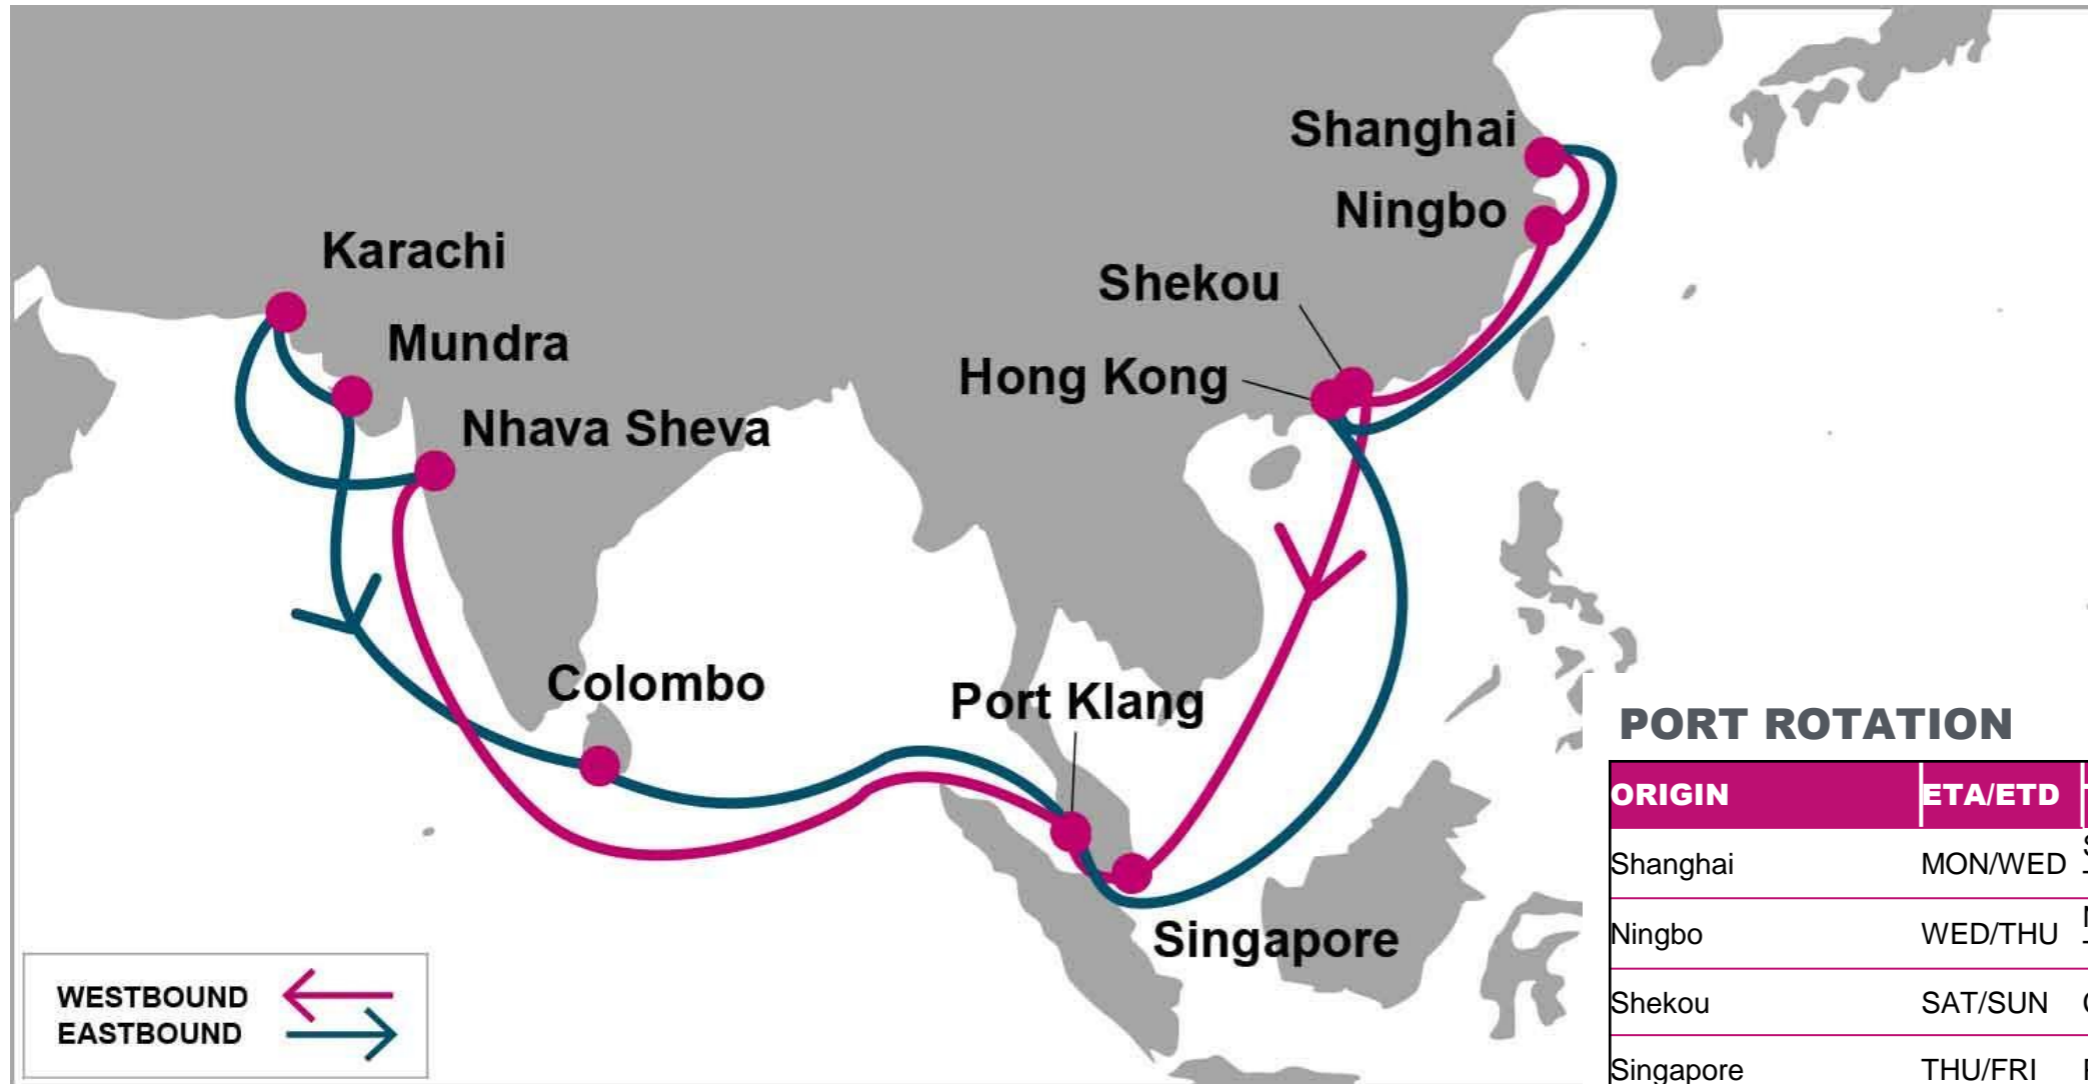 Shanghai
Ningbo
Karachi
Shekou
Mundra
Hong Kong
Nhava Sheva
Colombo
Port Klang
Singapore
WESTBOUND
EASTBOUND
PORT ROTATION
ORIGIN ETA/ETD
Shanghai MON/WED
Ningbo WED/THU
Shekou SAT/SUN
Singapore THU/FRI